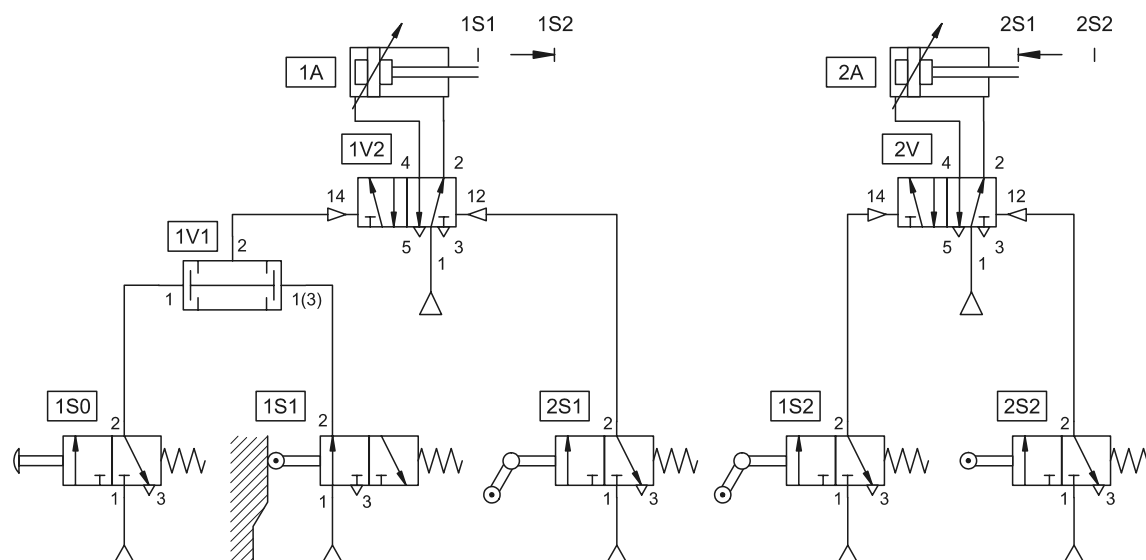 1S1 1S2 2S1 2S2
1A 2A
1V2 4 2 2V 4 2
14 12 14 12
1V1 2 5 3 5 3
1 1
1 1(3)
1S0 1S1 2S1 1S2 2S2
2 2 2 2 2
1 3 1 3 1 3 1 3 1 3